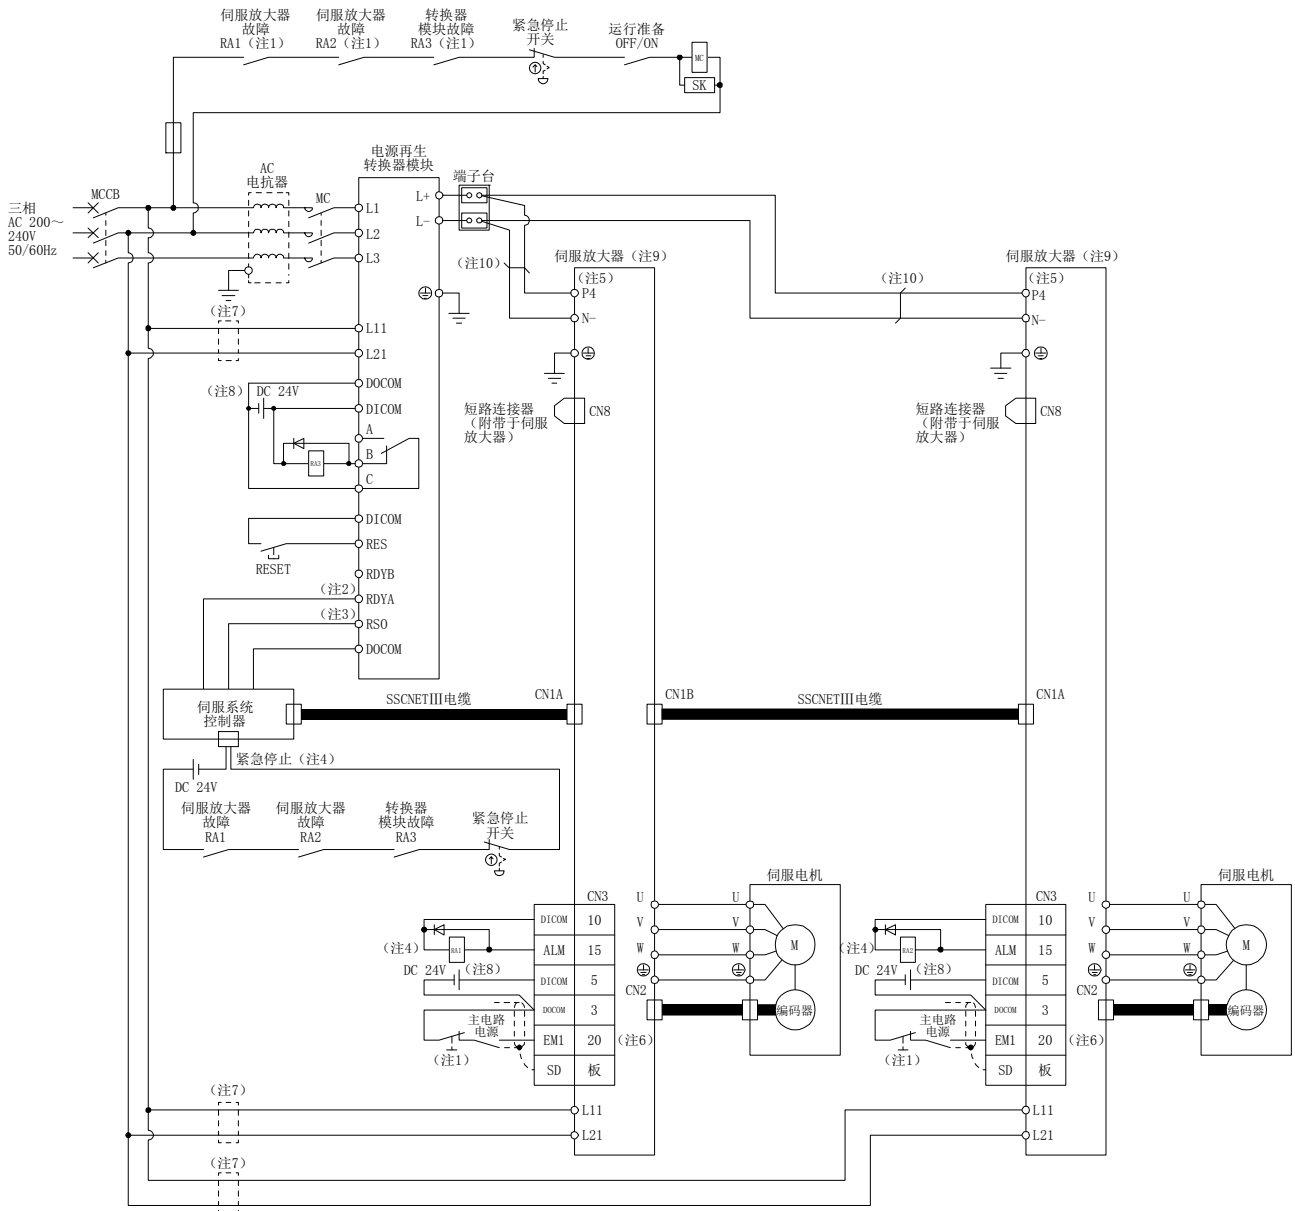 伺服放大器
故障
RA1（注1）
伺服放大器
故障
RA2（注1）
转换器
模块故障
RA3（注1）
紧急停止
开关
运行准备
OFF/ON
MC
SK
电源再生
转换器模块
AC
电抗器
MCCB
MC
三相
AC 200～
240V
50/60Hz
L1
L2
L3
L+
L−
端子台
（注10）
伺服放大器（注9）
（注5）
P4
N−
（注10）
伺服放大器（注9）
（注5）
P4
N−
（注7）
L11
L21
（注8）
DC 24V
DOCOM
DICOM
A
B
C
RA3
短路连接器
（附带于伺服
放大器）
CN8
短路连接器
（附带于伺服
放大器）
CN8
DICOM
RES
RESET
RDYB
（注2）
RDYA
（注3）
RSO
DOCOM
伺服系统
控制器
SSCNETⅢ电缆
CN1A
CN1B
SSCNETⅢ电缆
CN1A
紧急停止（注4）
DC 24V
伺服放大器
故障
RA1
伺服放大器
故障
RA2
转换器
模块故障
RA3
紧急停止
开关
CN3
DICOM 10
ALM 15
DICOM 5
DOCOM 3
EM1 20
SD 板
（注4）
RA1
DC 24V
（注8）
主电路
电源
（注1）
（注6）
U
V
W
CN2
伺服电机
U
V
W
M
编码器
CN3
DICOM 10
ALM 15
DICOM 5
DOCOM 3
EM1 20
SD 板
（注4）
RA2
DC 24V
（注8）
主电路
电源
（注1）
（注6）
U
V
W
CN2
伺服电机
U
V
W
M
编码器
（注7）
L11
L21
L11
L21
（注7）